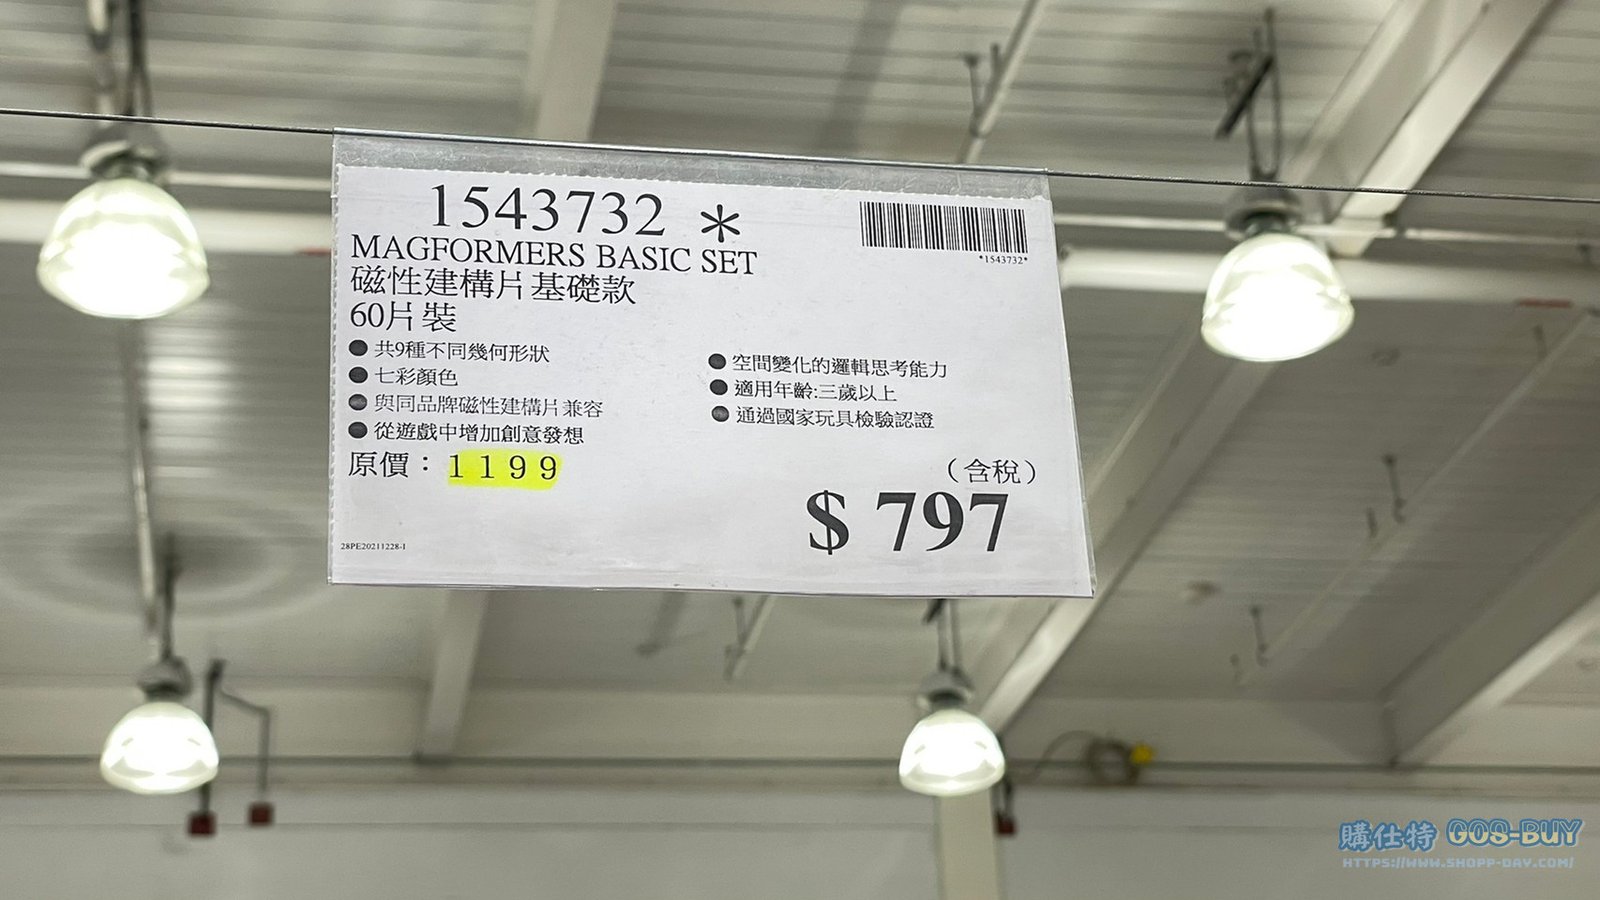 1543732 *
*1543732*
MAGFORMERS BASIC SET
磁性建構片基礎款
60片裝
● 共9種不同幾何形狀
● 七彩顏色
● 與同品牌磁性建構片兼容
● 從遊戲中增加創意發想
● 空間變化的邏輯思考能力
● 適用年齡:三歲以上
● 通過國家玩具檢驗認證
原價：1199
(含稅)
$ 797
28PE20211228-1
購仕特 GOS-BUY
HTTPS://WWW.SHOPP-DAY.COM/